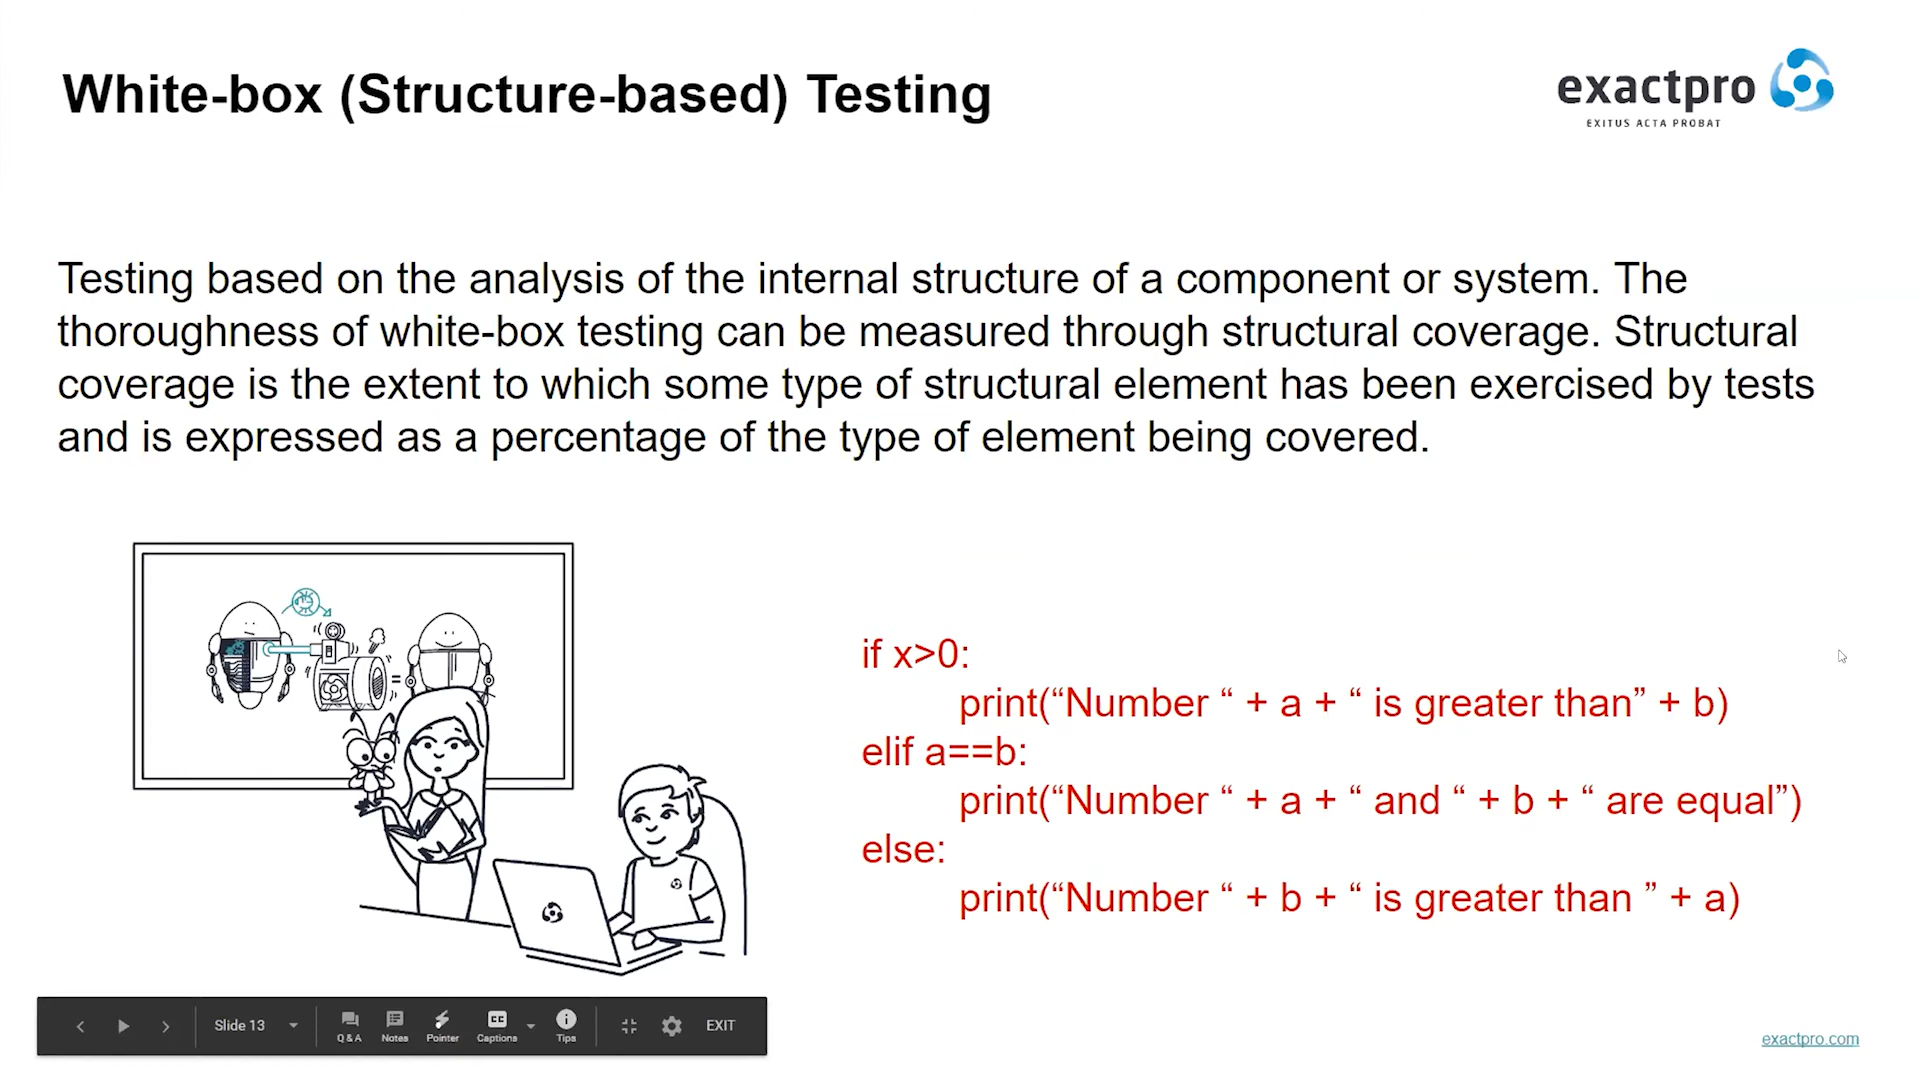 White-box (Structure-based) Testing
exactpro
EXITUS ACTA PROBAT
Testing based on the analysis of the internal structure of a component or system. The
thoroughness of white-box testing can be measured through structural coverage. Structural
coverage is the extent to which some type of structural element has been exercised by tests
and is expressed as a percentage of the type of element being covered.
if x>0:
print(“Number “ + a + “ is greater than” + b)
elif a==b:
print(“Number “ + a + “ and “ + b + “ are equal”)
else:
print(“Number “ + b + “ is greater than ” + a)
Slide 13
Q & A
Notes
Pointer
CC
Captions
Tips
EXIT
exactpro.com